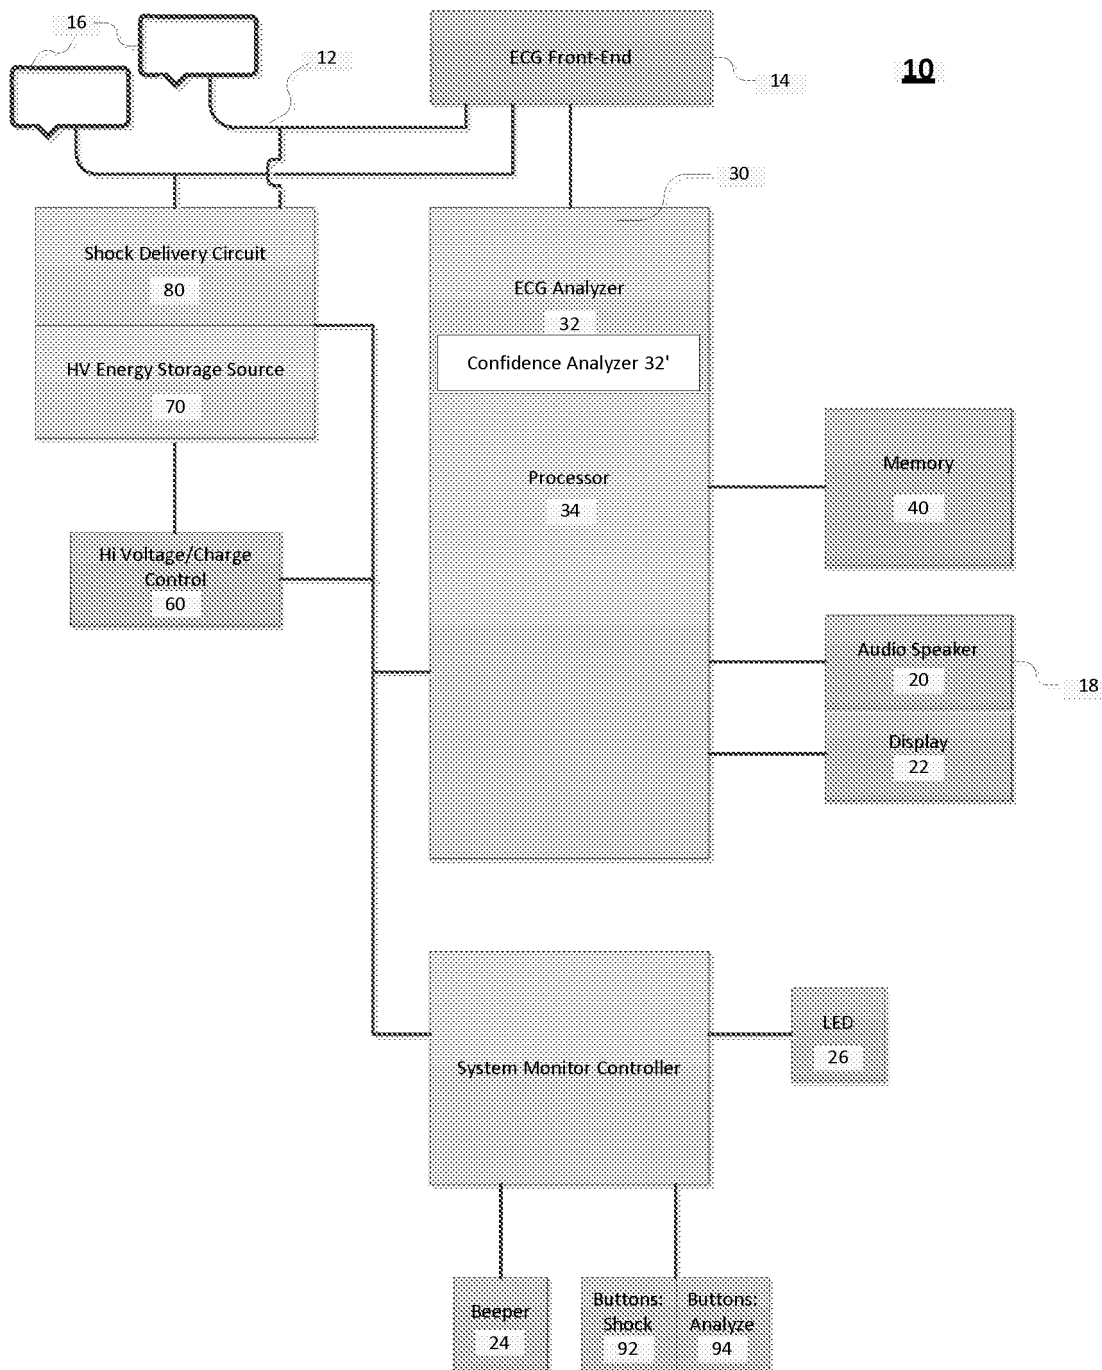 16
12
ECG Front-End
14
10
30
Shock Delivery Circuit
80
ECG Analyzer
32
Confidence Analyzer 32'
HV Energy Storage Source
70
Processor
34
Memory
40
Hi Voltage/Charge
Control
60
Audio Speaker
20
18
Display
22
System Monitor Controller
LED
26
Beeper
24
Buttons:
Shock
92
Buttons:
Analyze
94